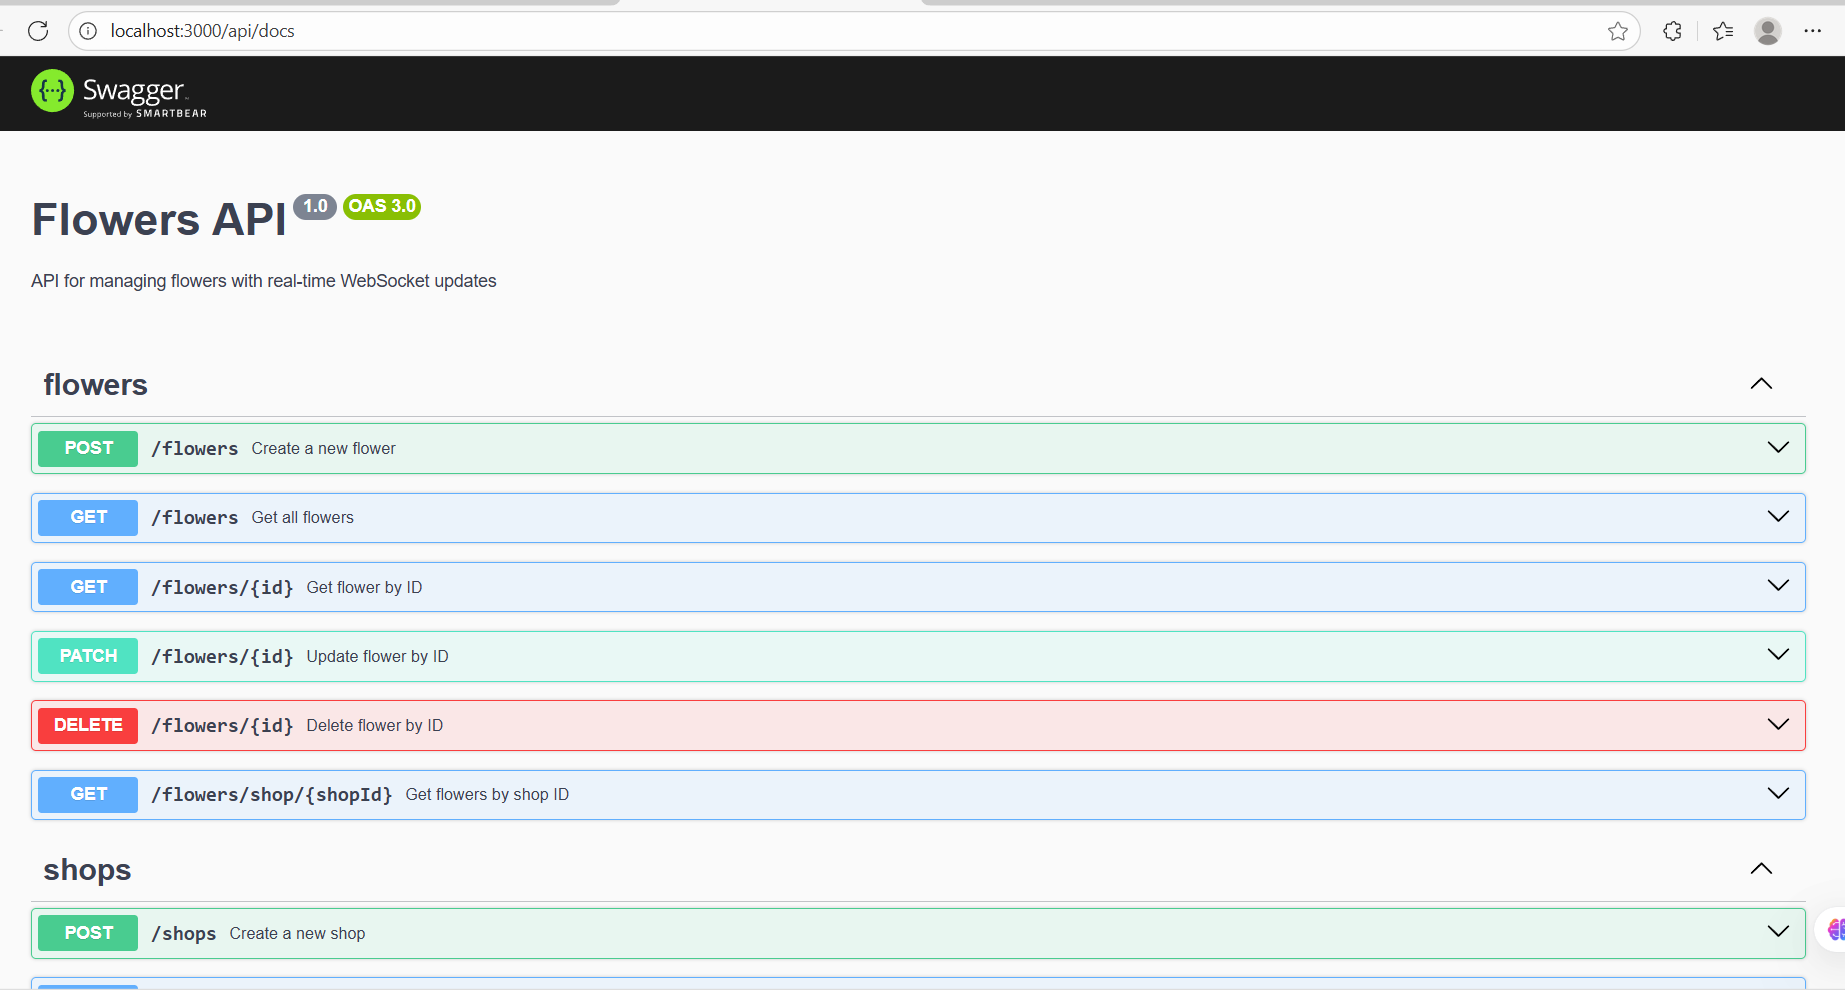 localhost:3000/api/docs
Swagger
Supported by SMARTBEAR
Flowers API 1.0 OAS 3.0
API for managing flowers with real-time WebSocket updates
flowers
POST /flowers Create a new flower
GET /flowers Get all flowers
GET /flowers/{id} Get flower by ID
PATCH /flowers/{id} Update flower by ID
DELETE /flowers/{id} Delete flower by ID
GET /flowers/shop/{shopId} Get flowers by shop ID
shops
POST /shops Create a new shop